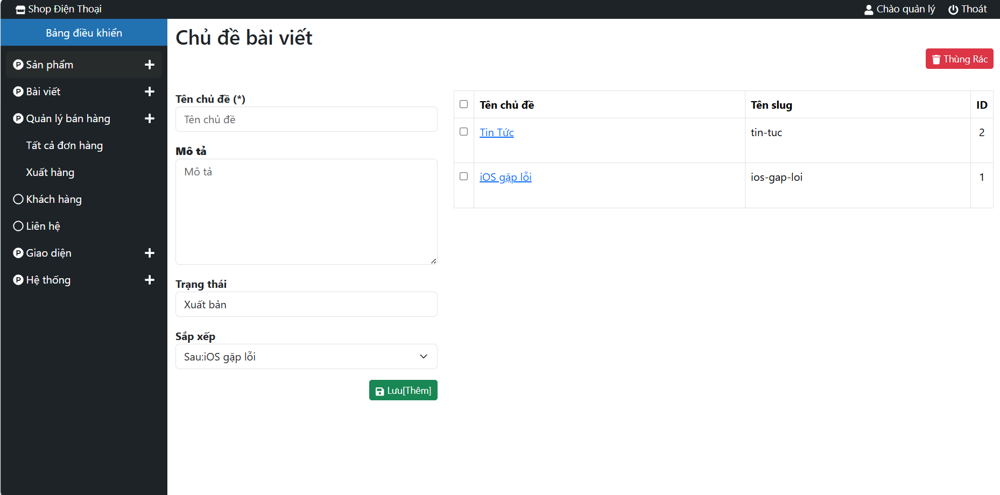 Shop Điện Thoại
Chào quản lý
Thoát
Bảng điều khiển
Sản phẩm
Bài viết
Quản lý bán hàng
Tất cả đơn hàng
Xuất hàng
Khách hàng
Liên hệ
Giao diện
Hệ thống
Chủ đề bài viết
Thùng Rác
Tên chủ đề (*)
Tên chủ đề
Mô tả
Mô tả
Trạng thái
Xuất bản
Sắp xếp
Sau:iOS gặp lỗi
Lưu[Thêm]
Tên chủ đề Tên slug ID
Tin Tức tin-tuc 2
iOS gặp lỗi ios-gap-loi 1